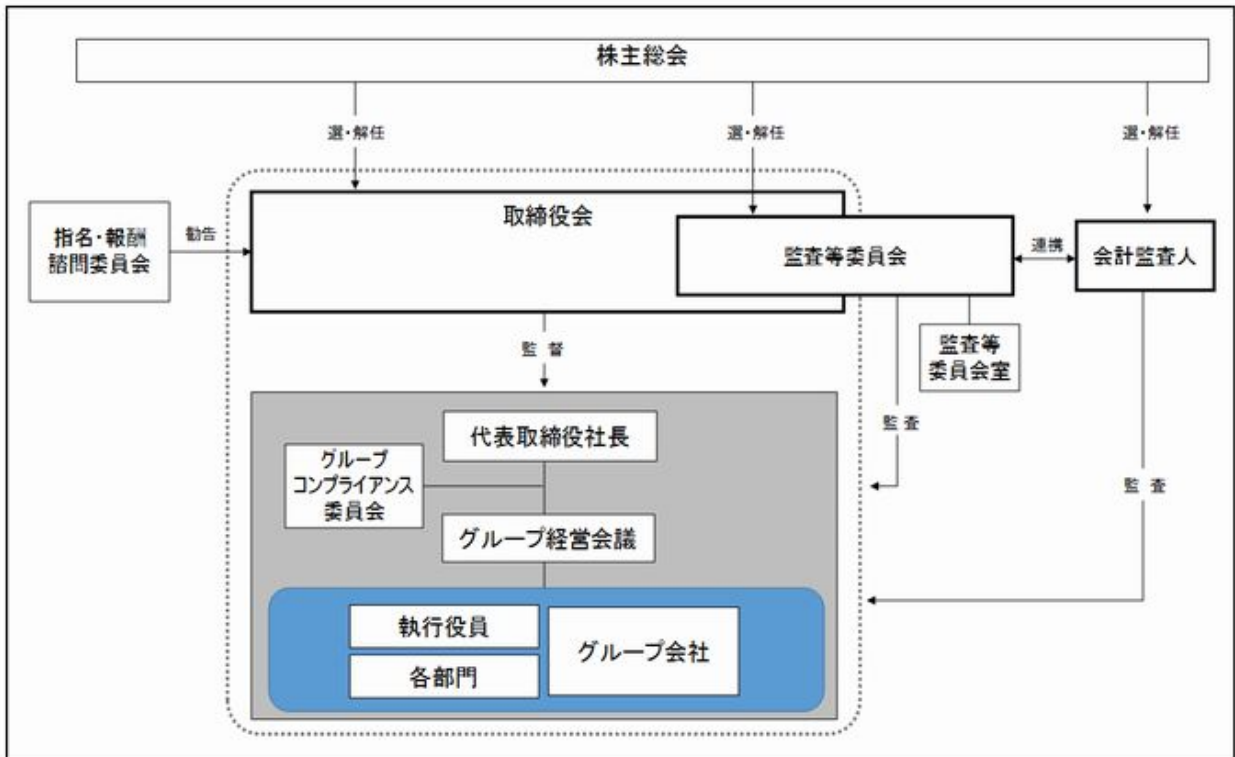 株主総会
選・解任
選・解任
選・解任
取締役会
指名・報酬
諮問委員会
勧告
監査等委員会
連携
会計監査人
監査等
委員会室
監 督
監 査
監 査
代表取締役社長
グループ
コンプライアンス
委員会
グループ経営会議
執行役員
各部門
グループ会社